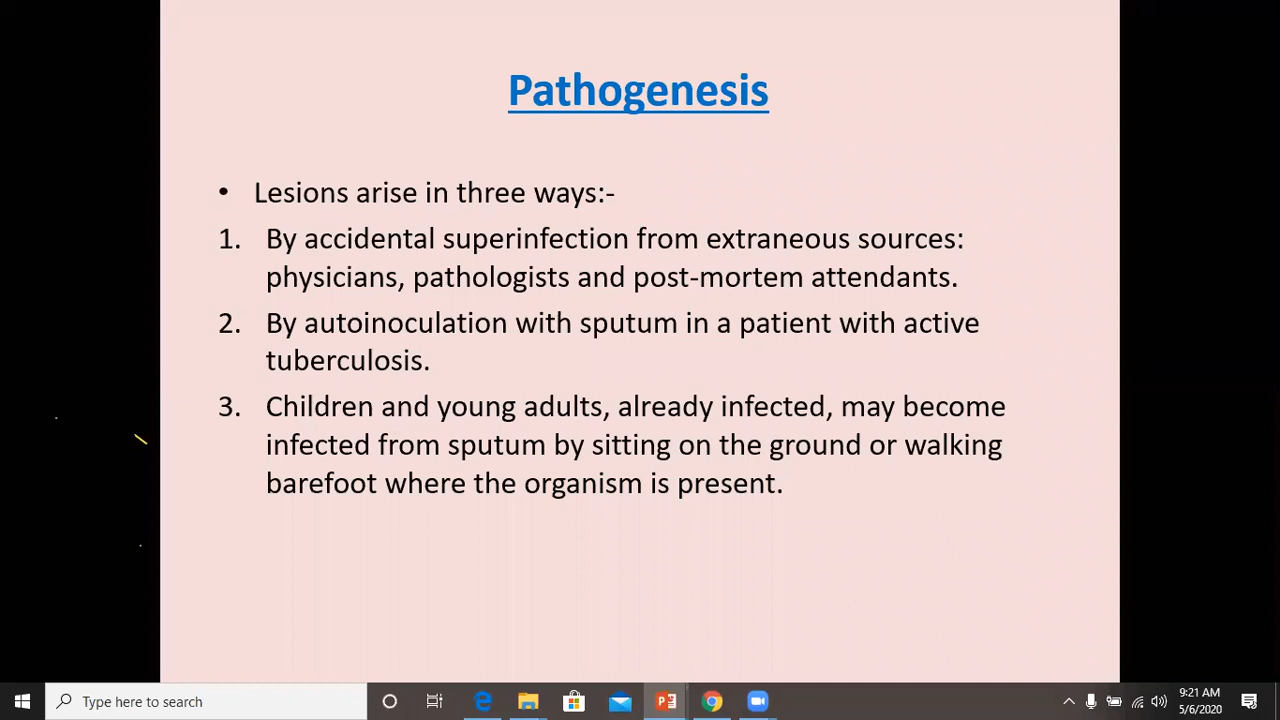 Pathogenesis
• Lesions arise in three ways:-
1. By accidental superinfection from extraneous sources:
physicians, pathologists and post-mortem attendants.
2. By autoinoculation with sputum in a patient with active
tuberculosis.
3. Children and young adults, already infected, may become
infected from sputum by sitting on the ground or walking
barefoot where the organism is present.
Type here to search
9:21 AM
5/6/2020